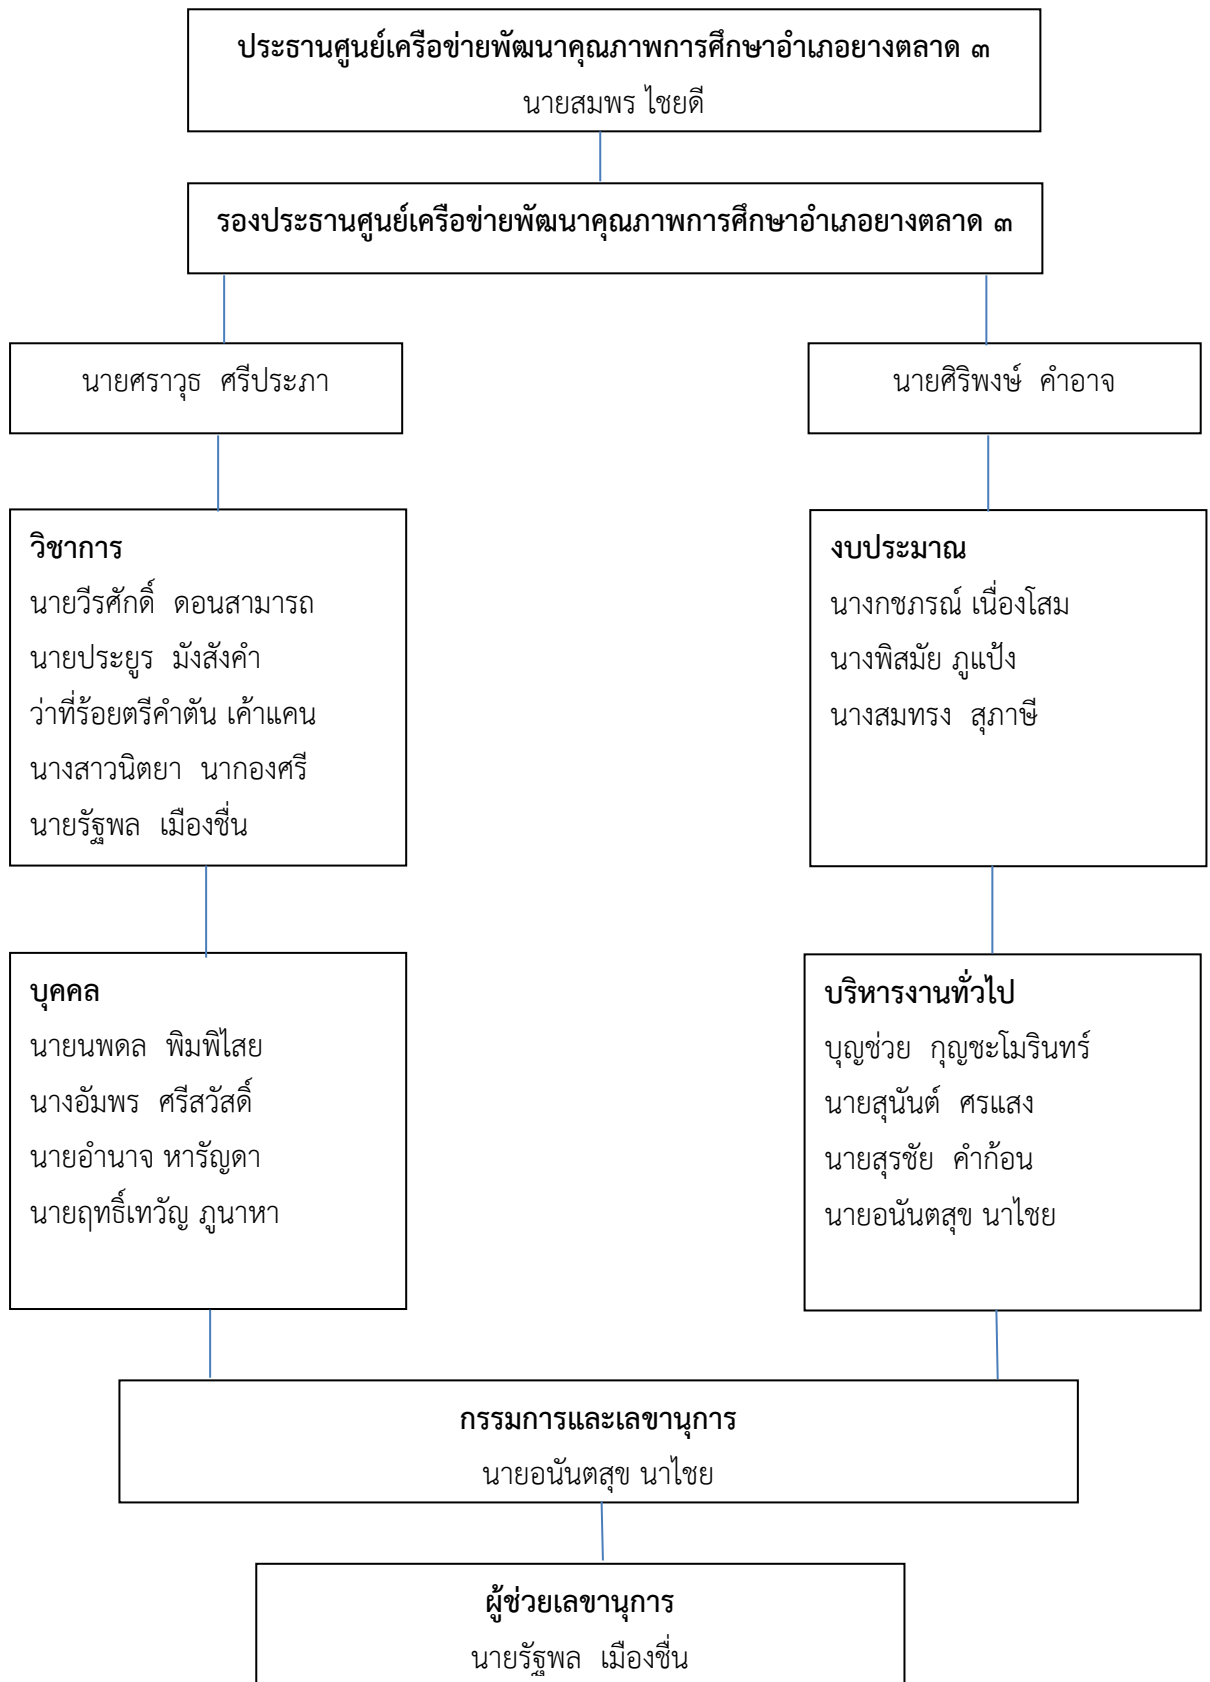 ประธานศูนย์เครือข่ายพัฒนาคุณภาพการศึกษาอำเภอยางตลาด ๓
นายสมพร ไชยดี
รองประธานศูนย์เครือข่ายพัฒนาคุณภาพการศึกษาอำเภอยางตลาด ๓
นายศราวุธ ศรีประภา
นายศิริพงษ์ คำอาจ
วิชาการ
นายวีรศักดิ์ ดอนสามารถ
นายประยูร มังสังคำ
ว่าที่ร้อยตรีคำตัน เค้าแคน
นางสาวนิตยา นากองศรี
นายรัฐพล เมืองชื่น
งบประมาณ
นางกชภรณ์ เนื่องโสม
นางพิสมัย ภูแป้ง
นางสมทรง สุภาษี
บุคคล
นายนพดล พิมพิไสย
นางอัมพร ศรีสวัสดิ์
นายอำนาจ หารัญดา
นายฤทธิ์เทวัญ ภูนาหา
บริหารงานทั่วไป
บุญช่วย กุญชะโมรินทร์
นายสุนันต์ ศรแสง
นายสุรชัย คำก้อน
นายอนันตสุข นาไชย
กรรมการและเลขานุการ
นายอนันตสุข นาไชย
ผู้ช่วยเลขานุการ
นายรัฐพล เมืองชื่น